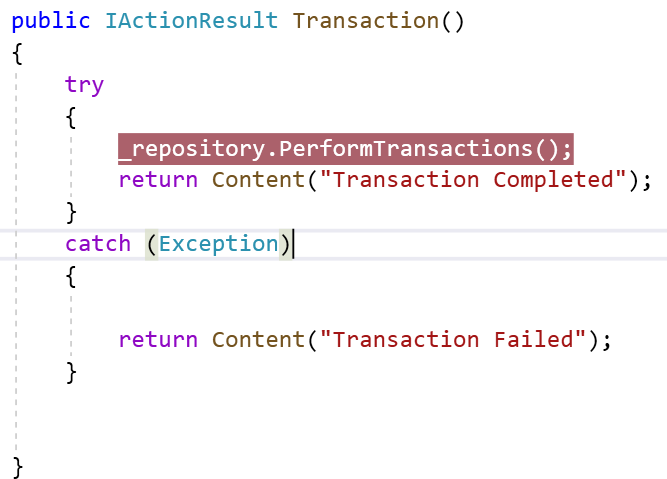 public IActionResult Transaction()
{
try
{
_repository.PerformTransactions();
return Content("Transaction Completed");
}
catch (Exception)
{
return Content("Transaction Failed");
}
}